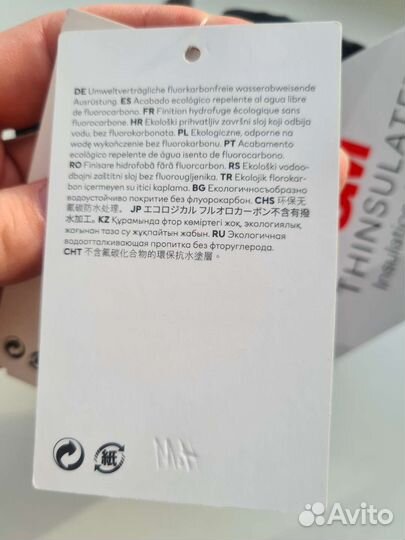 DE Umweltverträgliche fluorkarbonfreie wasserabweisende
Ausrüstung. ES Acabado ecológico repelente al agua libre
de fluorocarbono. FR Finition hydrofuge écologique sans
fluorocarbone. HR Ekološki prihvatljiv završni sloj koji odbija
vodu, bez fluorokarbonata. PL Ekologiczne, odporne na
wodę wykończenie bez fluorokarbonu. PT Acabamento
ecológico repelente de água isento de fluorocarbono.
RO Finisare hidrofobă fără fluorougljenika. RS Ekološki vodoo-
dbojni zaštitni sloj bez fluorougljenika. TR Ekolojik florokar-
bon içermeyen su itici kaplama. BG Екологичносъобразно
водоустойчиво покритие без флуорокарбон. CHS 环保无
氟碳防水处理。 JP エコロジカル フルオロカーボン不含有撥
水加工。 KZ Құрамында фтор көміртегі жоқ, экологиялық
жағынан таза су жұқпайтын жабын. RU Экологичная
водоотталкивающая пропитка без фторуглерода.
CHT 不含氟碳化合物的環保抗水塗層。
3M
THINSULATE
Insulation
紙
H&M
Avito